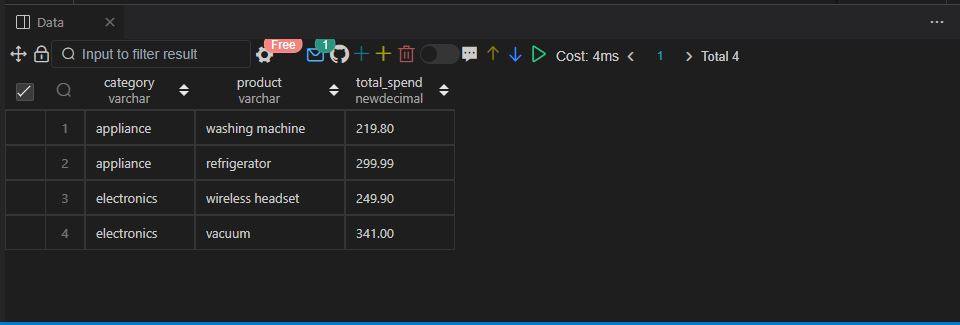 Data
Input to filter result Free 1 Cost: 4ms 1 Total 4
category product total_spend
varchar varchar newdecimal
1 appliance washing machine 219.80
2 appliance refrigerator 299.99
3 electronics wireless headset 249.90
4 electronics vacuum 341.00